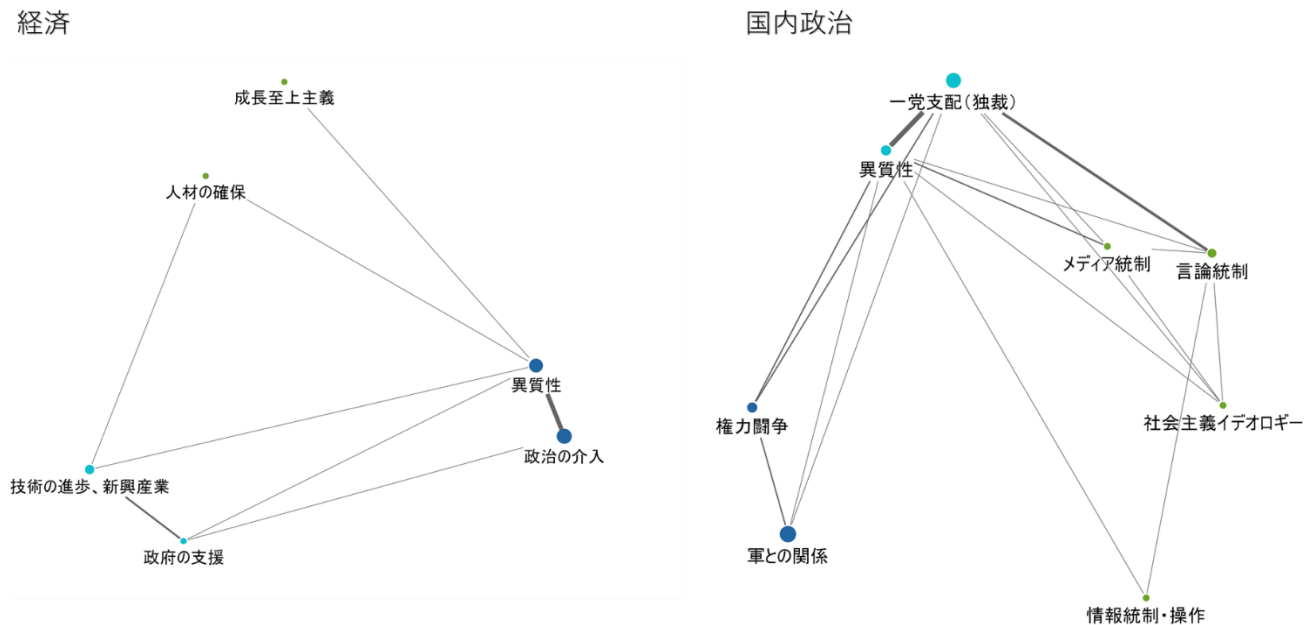 経済
成長至上主義
人材の確保
異質性
政治の介入
技術の進歩、新興産業
政府の支援
国内政治
一党支配(独裁)
異質性
メディア統制
言論統制
権力闘争
社会主義イデオロギー
軍との関係
情報統制・操作